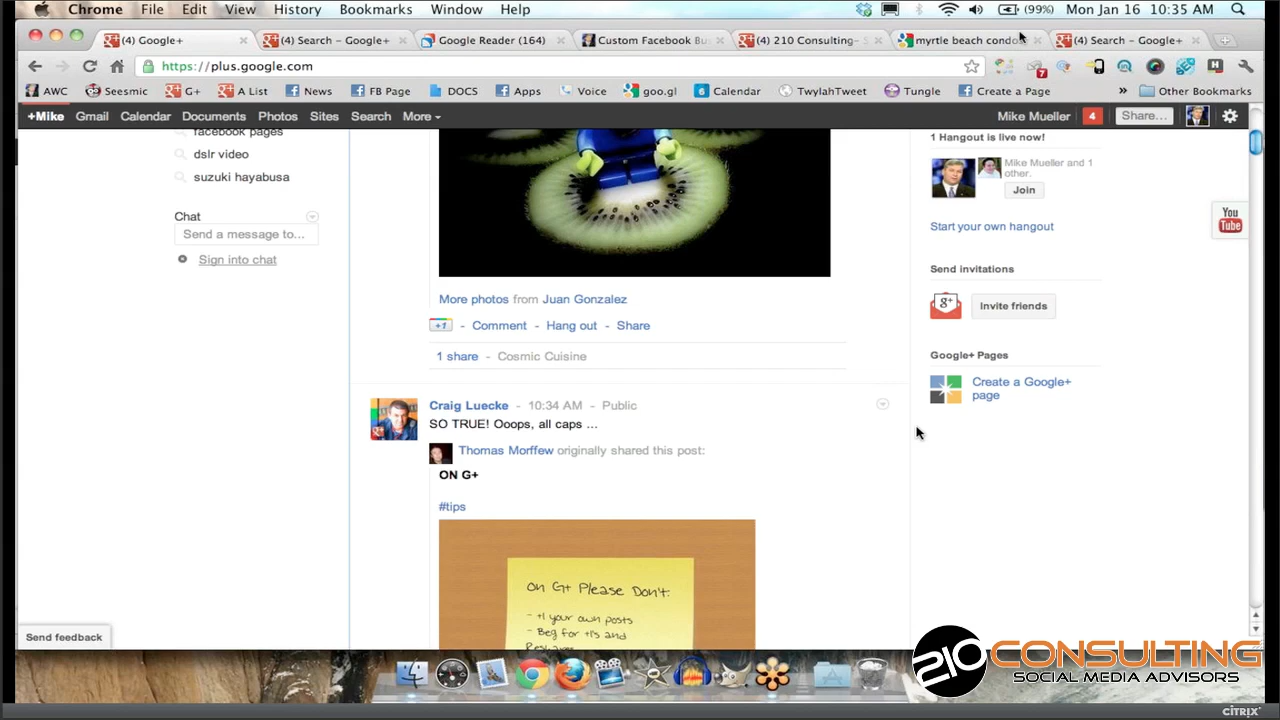 Chrome File Edit View History Bookmarks Window Help (99%) Mon Jan 16 10:35 AM
(4) Google+ (4) Search – Google+ Google Reader (144) Custom Facebook Bu (4) 210 Consulting– S myrtle beach condo (4) Search – Google+
https://plus.google.com 7
AWC Seesmic G+ A List News FB Page DOCS Apps Voice goo.gl Calendar TwylahTweet Tungle Create a Page » Other Bookmarks
+Mike Gmail Calendar Documents Photos Sites Search More Mike Mueller 4 Share...
facebook pages
dslr video
suzuki hayabusa
Chat
Send a message to...
Sign into chat
More photos from Juan Gonzalez
+1 - Comment - Hang out - Share
1 share - Cosmic Cuisine
Craig Luecke - 10:34 AM - Public
SO TRUE! Ooops, all caps ...
Thomas Morffew originally shared this post:
ON G+
#tips
On G+ Please Don't:
- +1 your own posts
- Beg for +1's and
1 Hangout is live now!
Mike Mueller and 1
other.
Join
Start your own hangout
You
Tube
Send invitations
g+ Invite friends
Google+ Pages
Create a Google+
page
Send feedback
210 CONSULTING
SOCIAL MEDIA ADVISORS
CITRIX